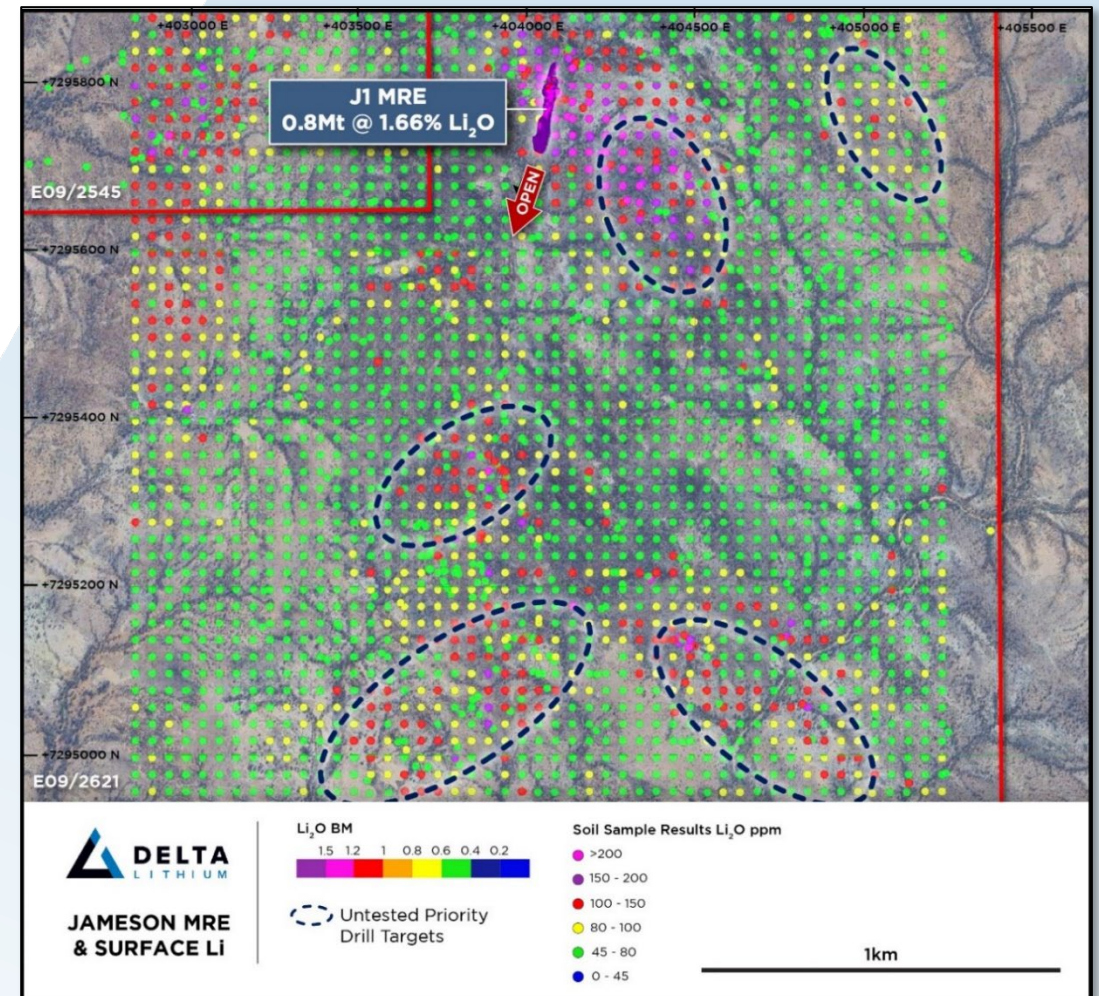 +403000 E
+403500 E
+404000 E
+404500 E
+405000 E
+405500 E
+7295800 N
J1 MRE
0.8Mt @ 1.66% Li₂O
OPEN
E09/2545
+7295600 N
+7295400 N
+7295200 N
+7295000 N
E09/2621
DELTA
LITHIUM
JAMESON MRE
& SURFACE Li
Li₂O BM
1.5 1.2 1 0.8 0.6 0.4 0.2
Untested Priority
Drill Targets
Soil Sample Results Li₂O ppm
>200
150 - 200
100 - 150
80 - 100
45 - 80
0 - 45
1km